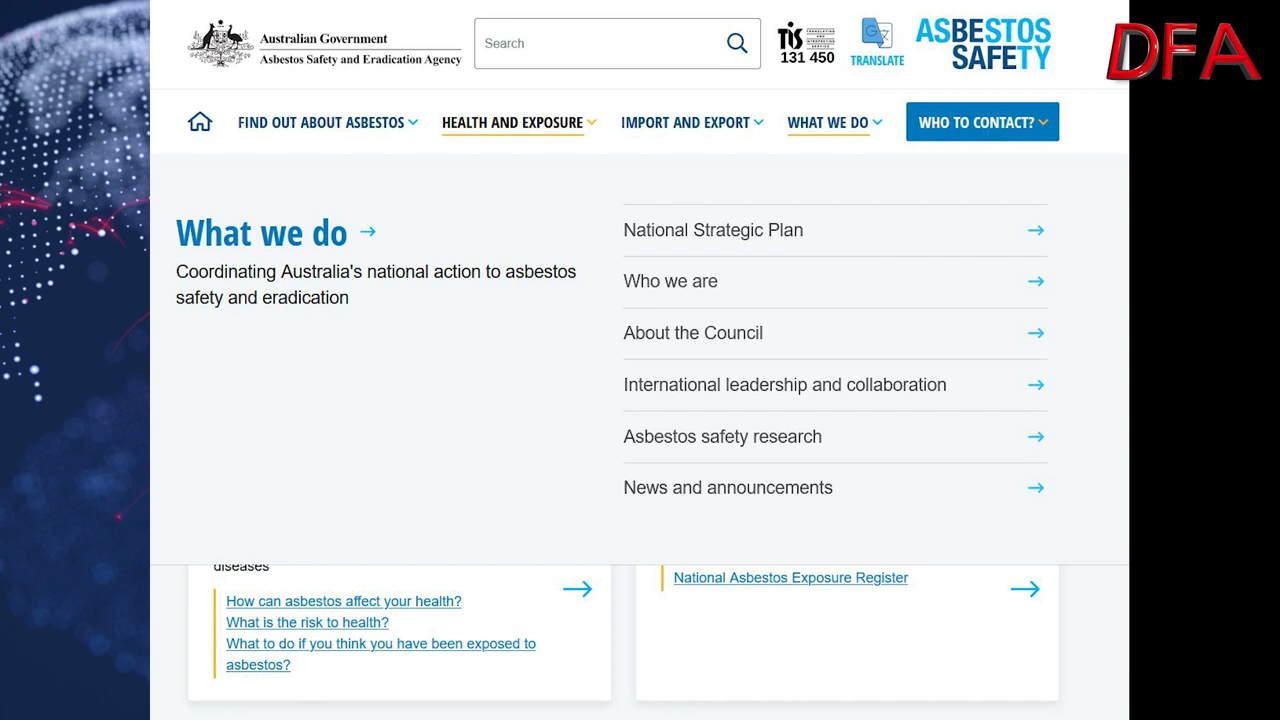 Australian Government
Asbestos Safety and Eradication Agency
Search
TIS
TRANSLATING
AND
INTERPRETING
SERVICE
131 450
TRANSLATE
ASBESTOS
SAFETY
DFA
FIND OUT ABOUT ASBESTOS
HEALTH AND EXPOSURE
IMPORT AND EXPORT
WHAT WE DO
WHO TO CONTACT?
What we do
Coordinating Australia's national action to asbestos
safety and eradication
National Strategic Plan
Who we are
About the Council
International leadership and collaboration
Asbestos safety research
News and announcements
diseases
How can asbestos affect your health?
What is the risk to health?
What to do if you think you have been exposed to
asbestos?
National Asbestos Exposure Register